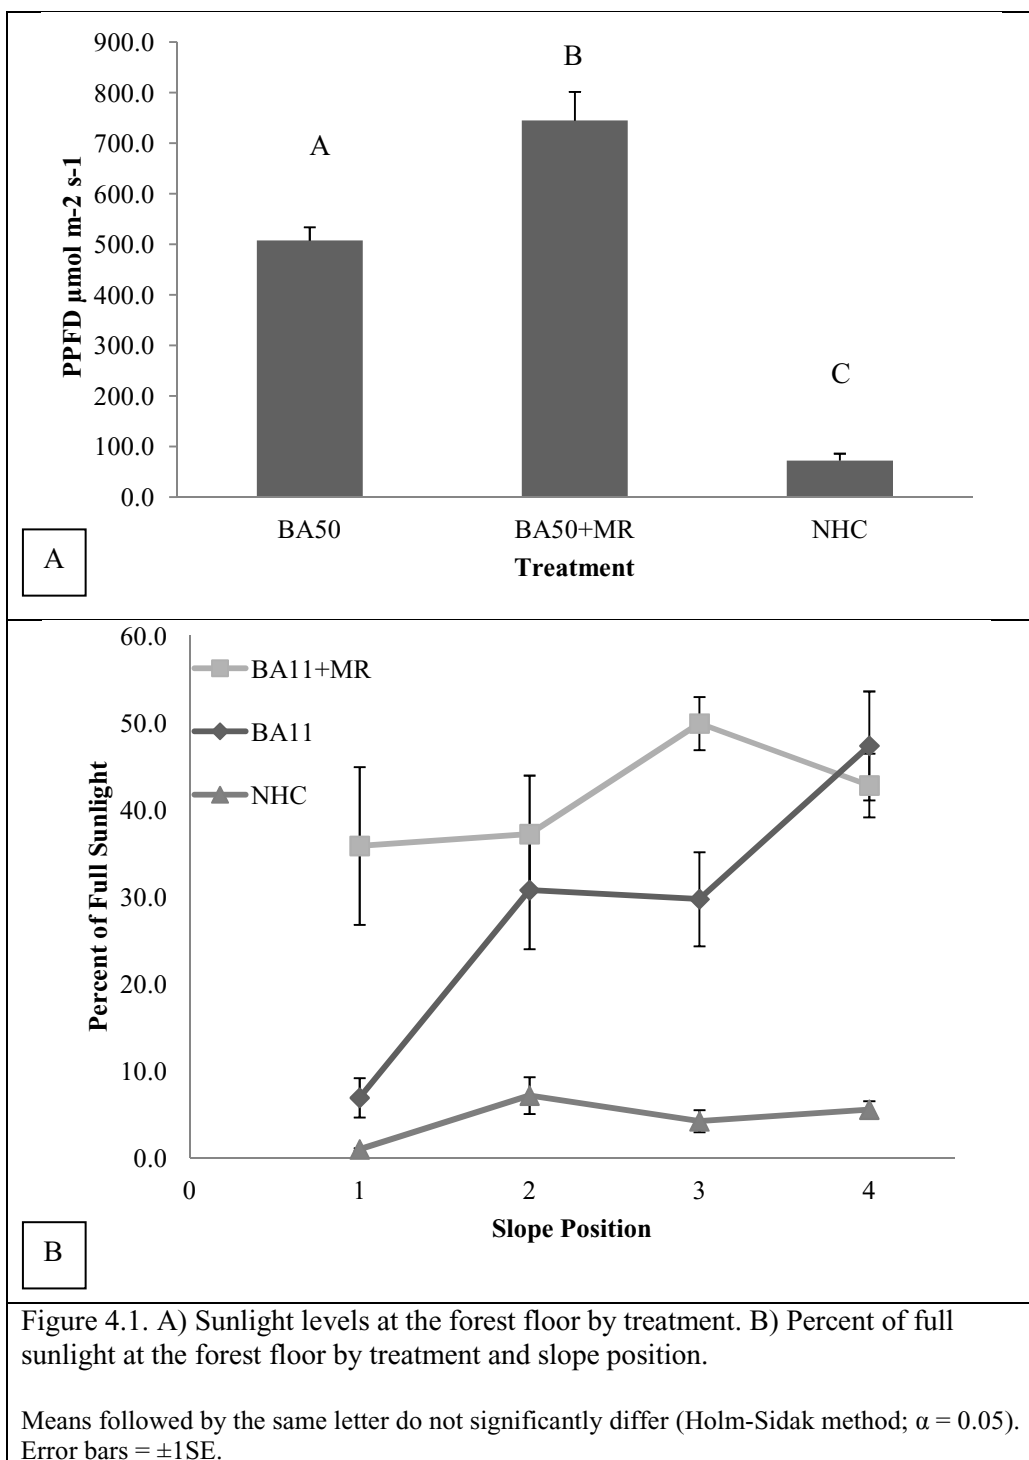 900.0
800.0
700.0
600.0
500.0
400.0
300.0
200.0
100.0
0.0
PPFD µmol m-2 s-1
A
B
C
BA50 BA50+MR NHC
Treatment
A
60.0
50.0
40.0
30.0
20.0
10.0
0.0
Percent of Full Sunlight
BA11+MR
BA11
NHC
0 1 2 3 4
Slope Position
B
Figure 4.1. A) Sunlight levels at the forest floor by treatment. B) Percent of full
sunlight at the forest floor by treatment and slope position.
Means followed by the same letter do not significantly differ (Holm-Sidak method; α = 0.05).
Error bars = ±1SE.